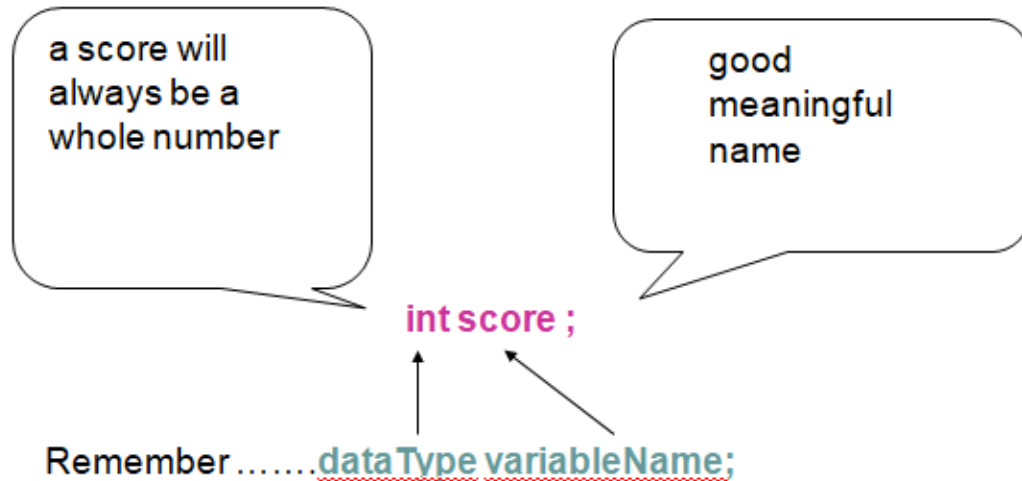 a score will
always be a
whole number
good
meaningful
name
int score ;
Remember .......dataType variableName;